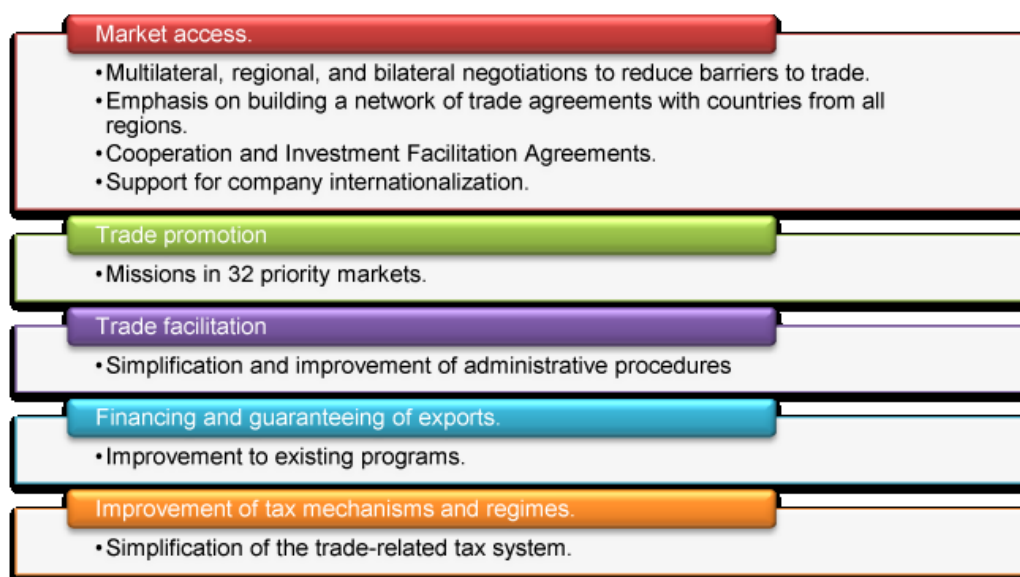 Market access.
•Multilateral, regional, and bilateral negotiations to reduce barriers to trade.
•Emphasis on building a network of trade agreements with countries from all
regions.
•Cooperation and Investment Facilitation Agreements.
•Support for company internationalization.
Trade promotion
•Missions in 32 priority markets.
Trade facilitation
•Simplification and improvement of administrative procedures
Financing and guaranteeing of exports.
•Improvement to existing programs.
Improvement of tax mechanisms and regimes.
•Simplification of the trade-related tax system.